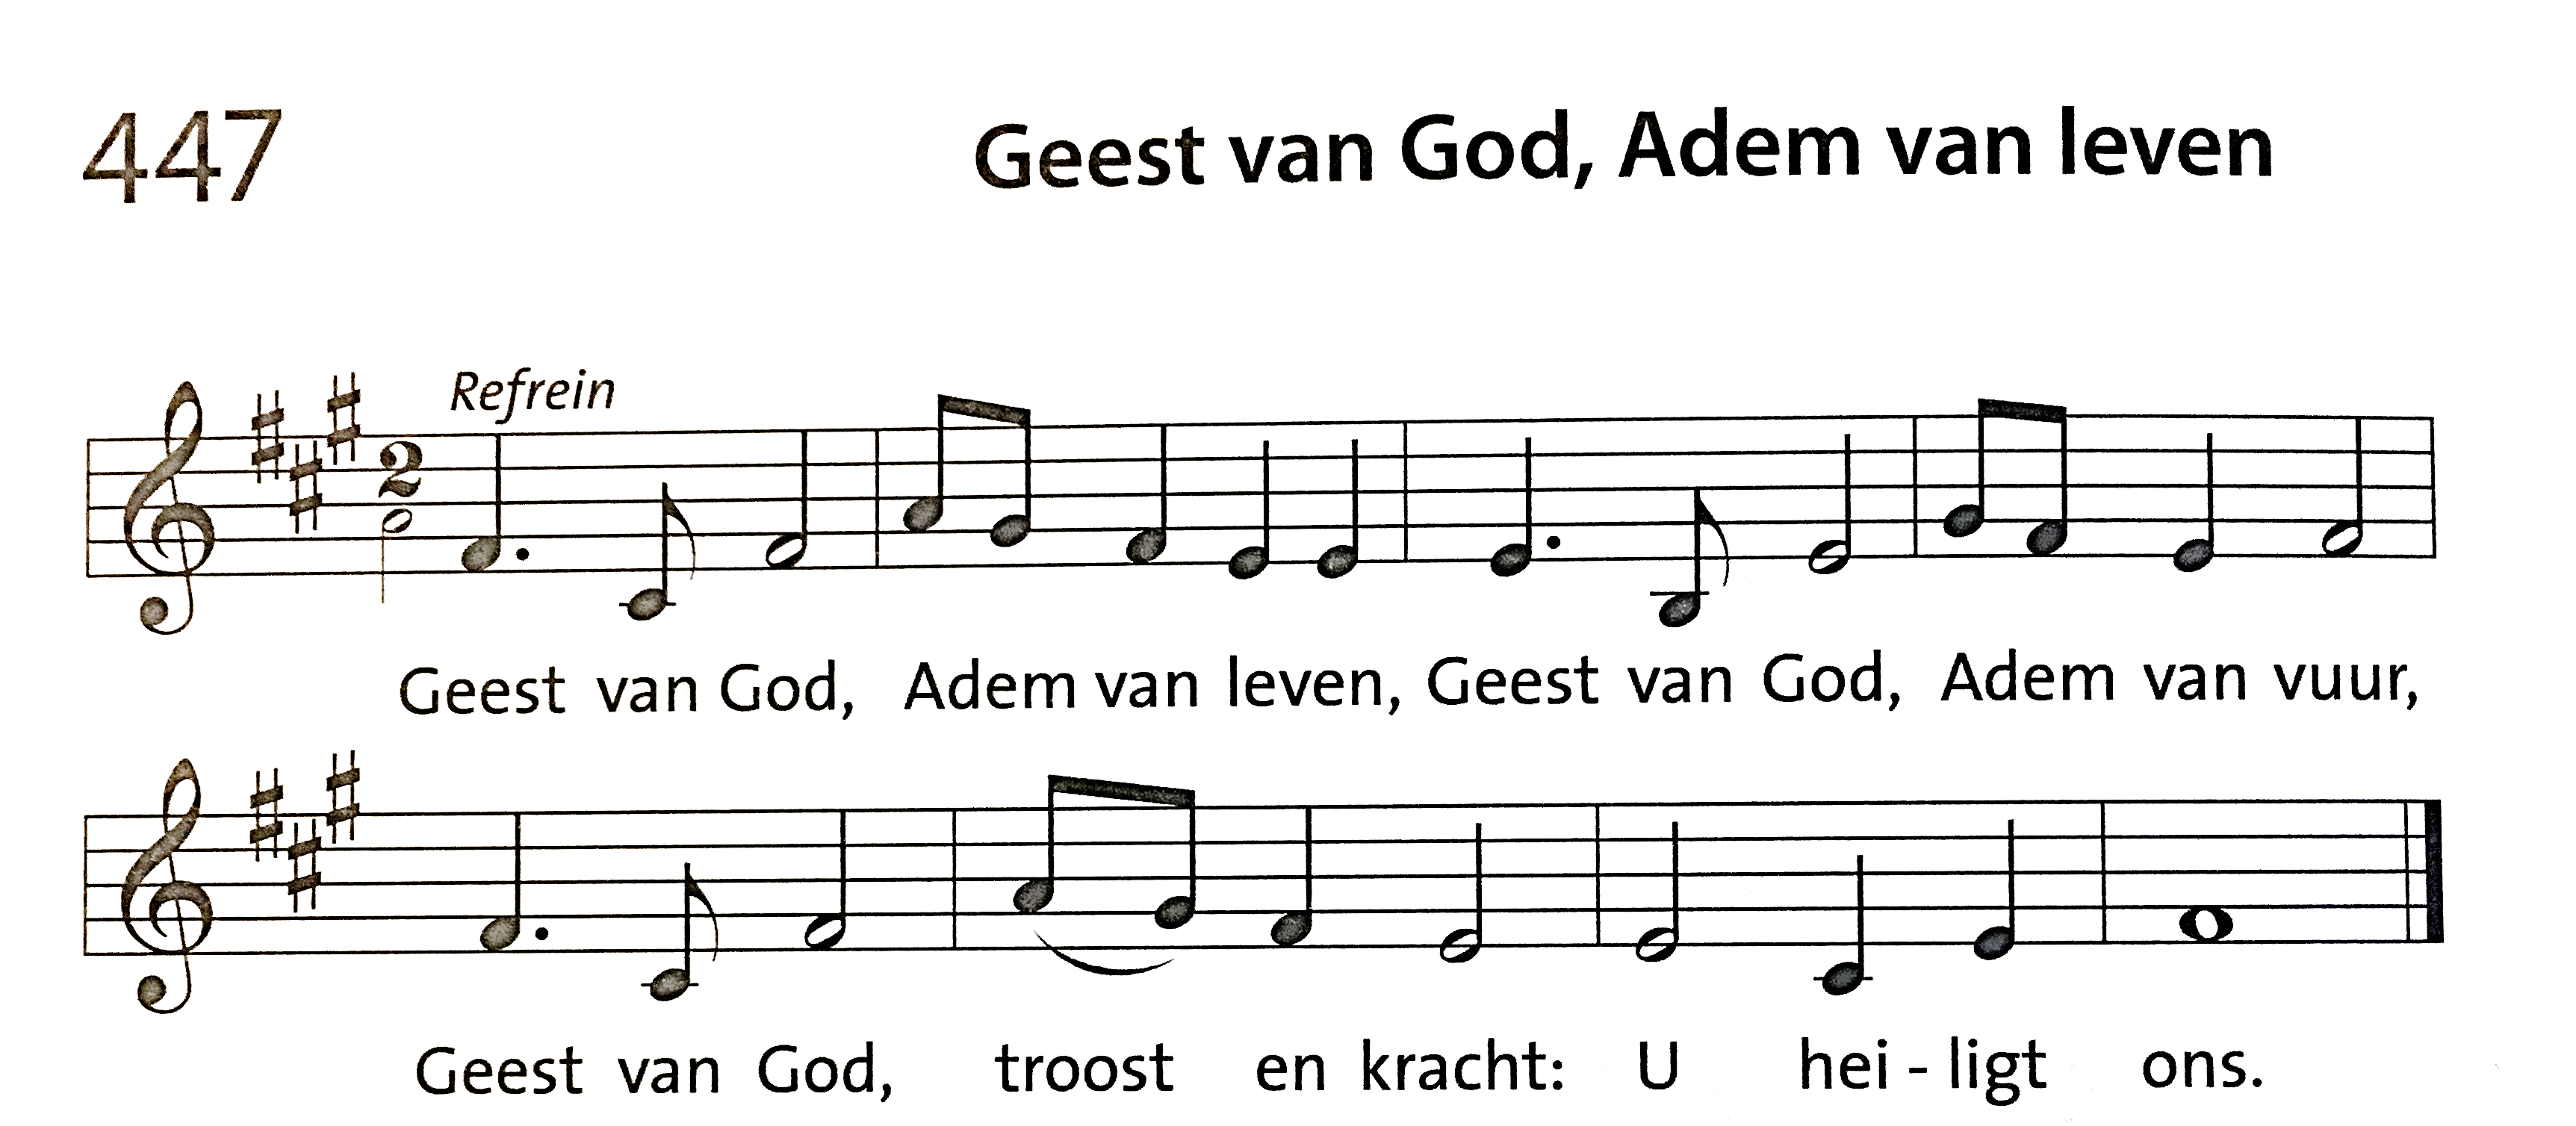 447 Geest van God, Adem van leven
Refrein
Geest van God, Adem van leven, Geest van God, Adem van vuur,
Geest van God, troost en kracht: U hei - ligt ons.